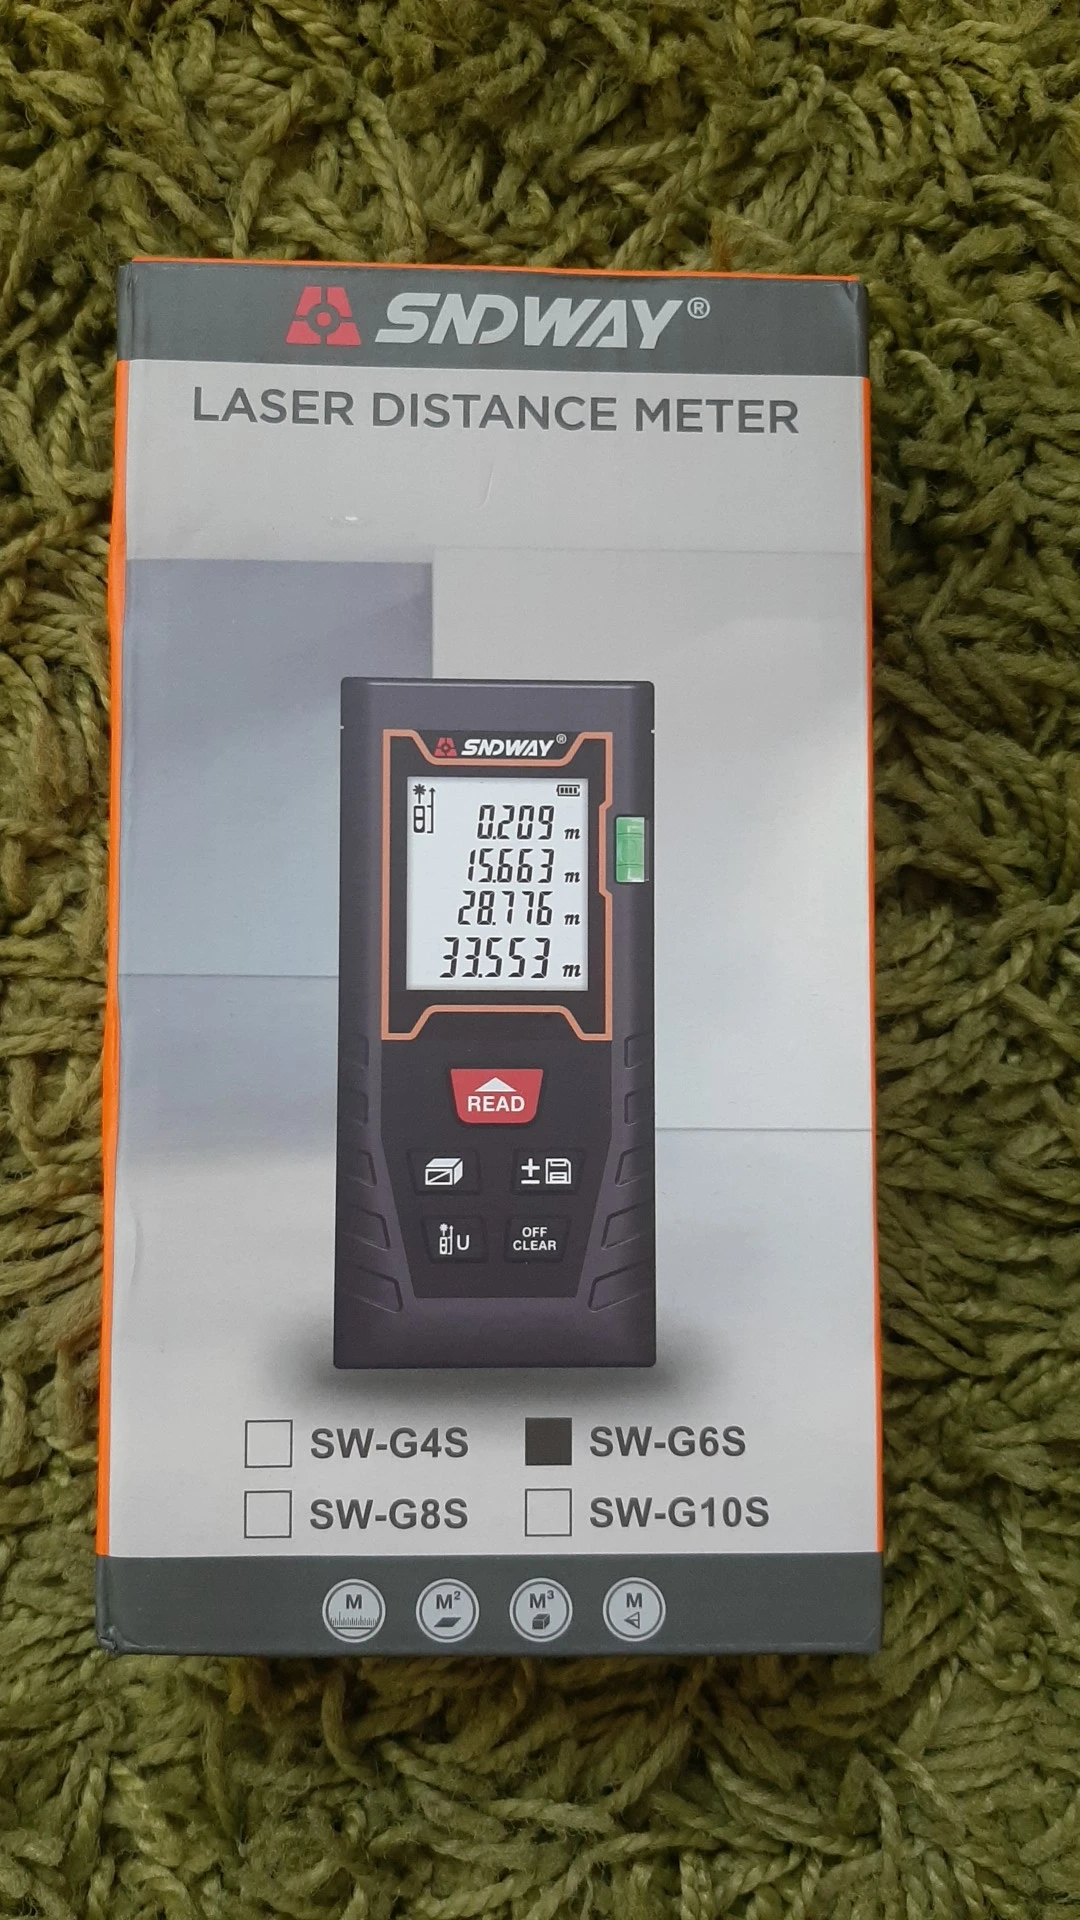 SNDWAY®
LASER DISTANCE METER
SNDWAY®
0.209 m
15.663 m
28.776 m
33.553 m
READ
±
U
OFF
CLEAR
SW-G4S
SW-G6S
SW-G8S
SW-G10S
M
M²
M³
M